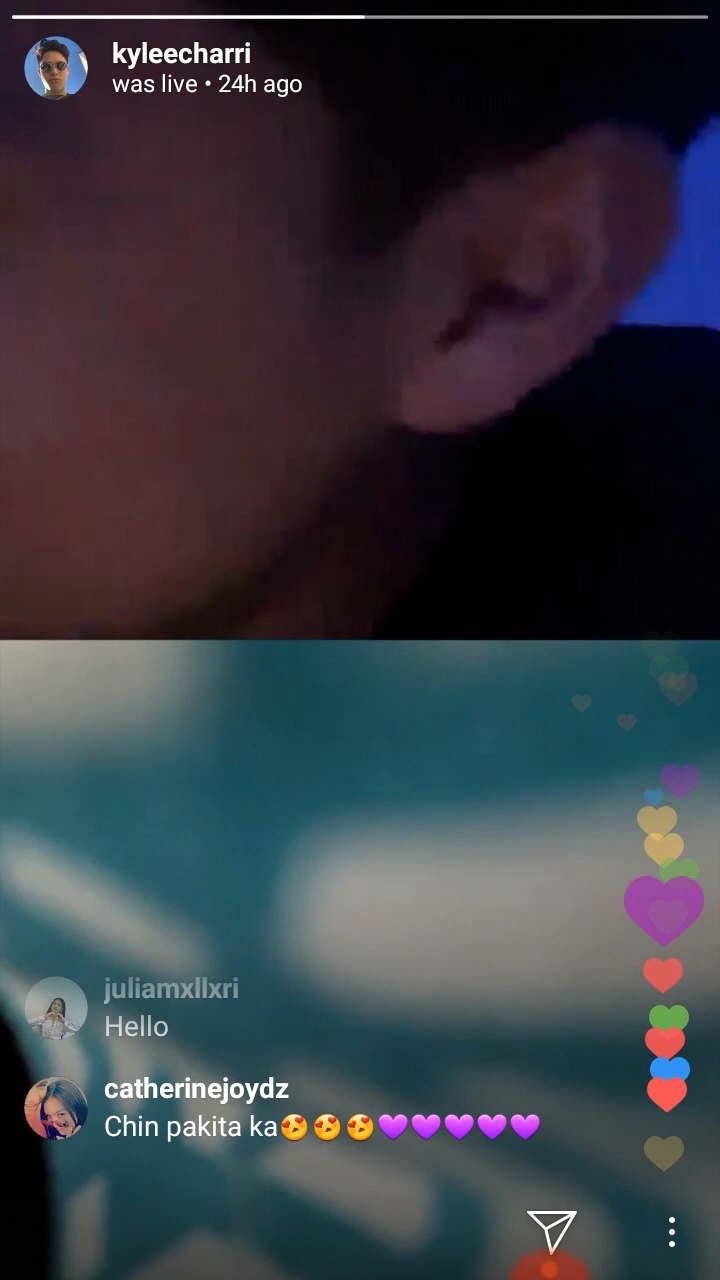 kyleecharri
was live • 24h ago
juliamxllxri
Hello
catherinejoydz
Chin pakita ka😍😍😍💜💜💜💜💜